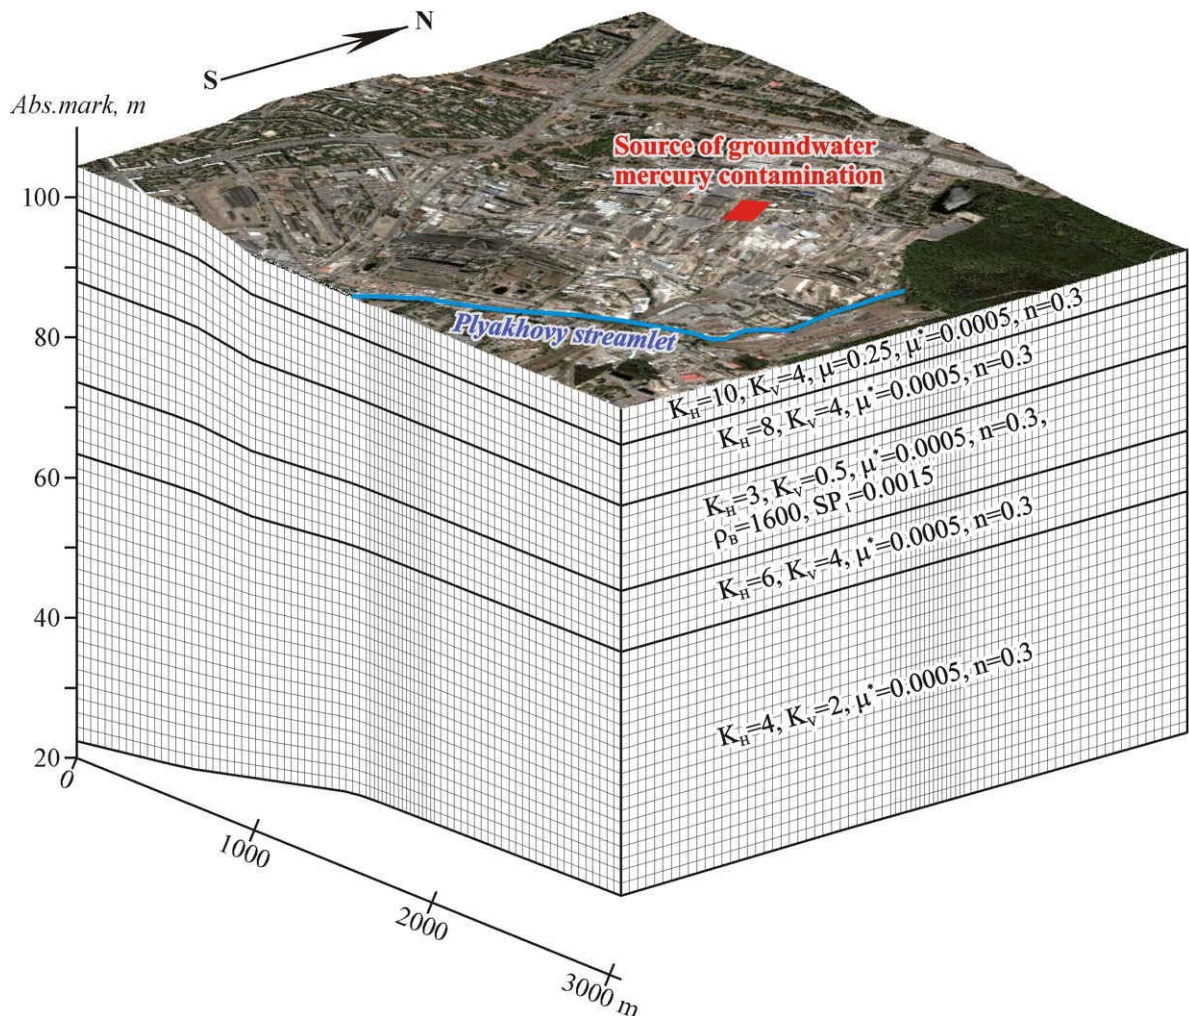 N
S
Abs.mark, m
Source of groundwater
mercury contamination
Plyakhovy streamlet
100
80
60
40
20
K_H=10, K_V=4, μ=0.25, μ*=0.0005, n=0.3
K_H=8, K_V=4, μ*=0.0005, n=0.3
K_H=3, K_V=0.5, μ*=0.0005, n=0.3,
ρ_B=1600, SP_1=0.0015
K_H=6, K_V=4, μ*=0.0005, n=0.3
K_H=4, K_V=2, μ*=0.0005, n=0.3
0
1000
2000
3000 m